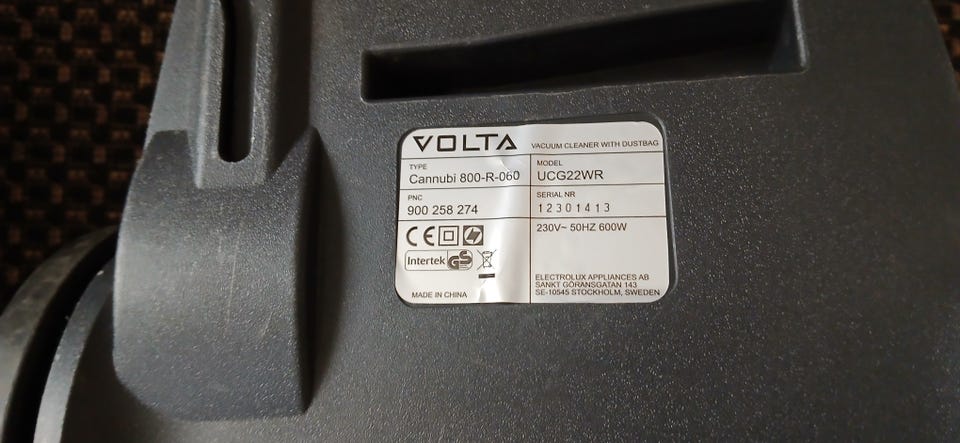 VOLTA
VACUUM CLEANER WITH DUSTBAG
TYPE
Cannubi 800-R-060
MODEL
UCG22WR
PNC
900 258 274
SERIAL NR
12301413
230V~ 50HZ 600W
CE
Intertek GS
MADE IN CHINA
ELECTROLUX APPLIANCES AB
SANKT GÖRANSGATAN 143
SE-10545 STOCKHOLM, SWEDEN